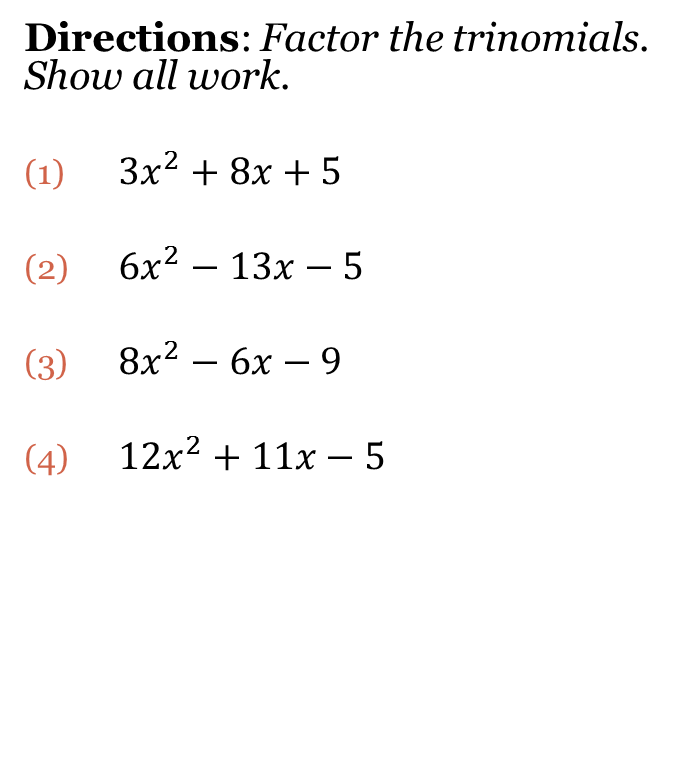 Directions: Factor the trinomials.
Show all work.
(1) 3x² + 8x + 5
(2) 6x² − 13x − 5
(3) 8x² − 6x − 9
(4) 12x² + 11x − 5